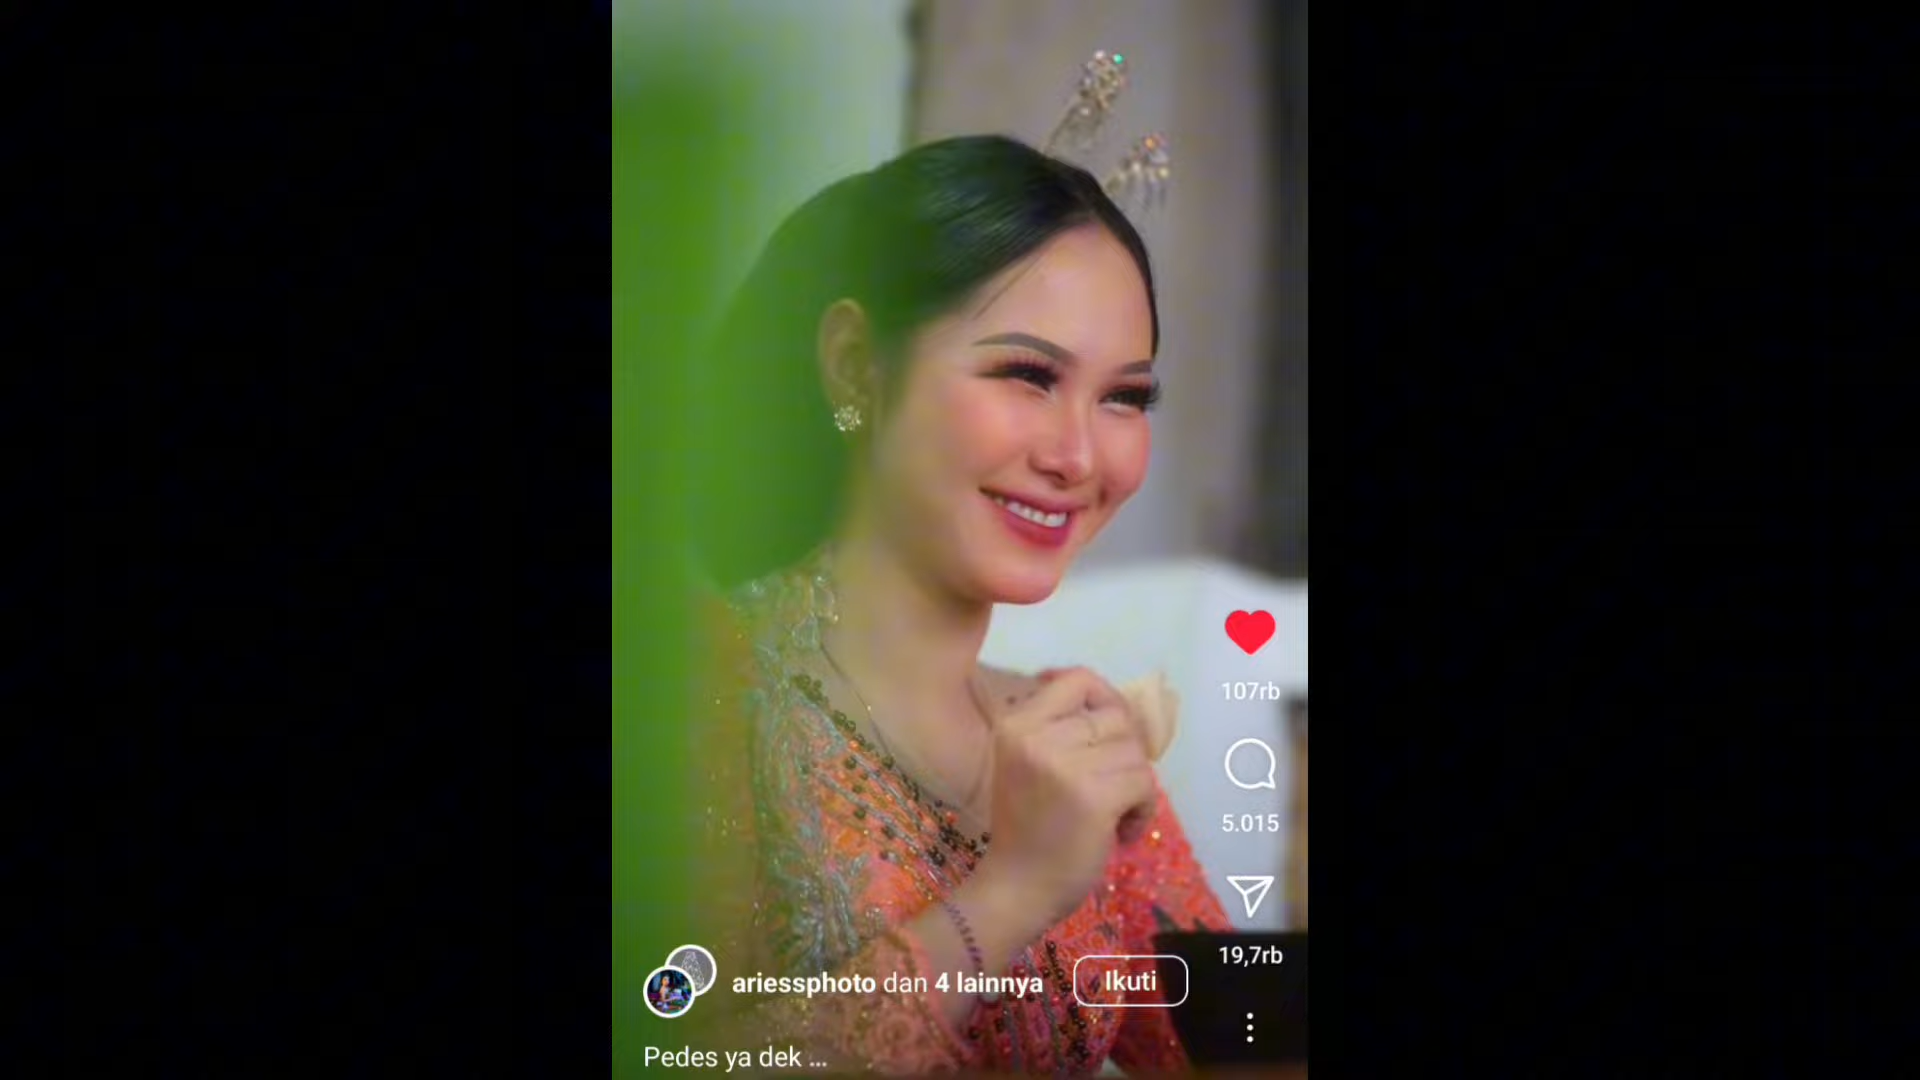 107rb
5.015
19,7rb
ariessphoto dan 4 lainnya
Ikuti
Pedes ya dek ...